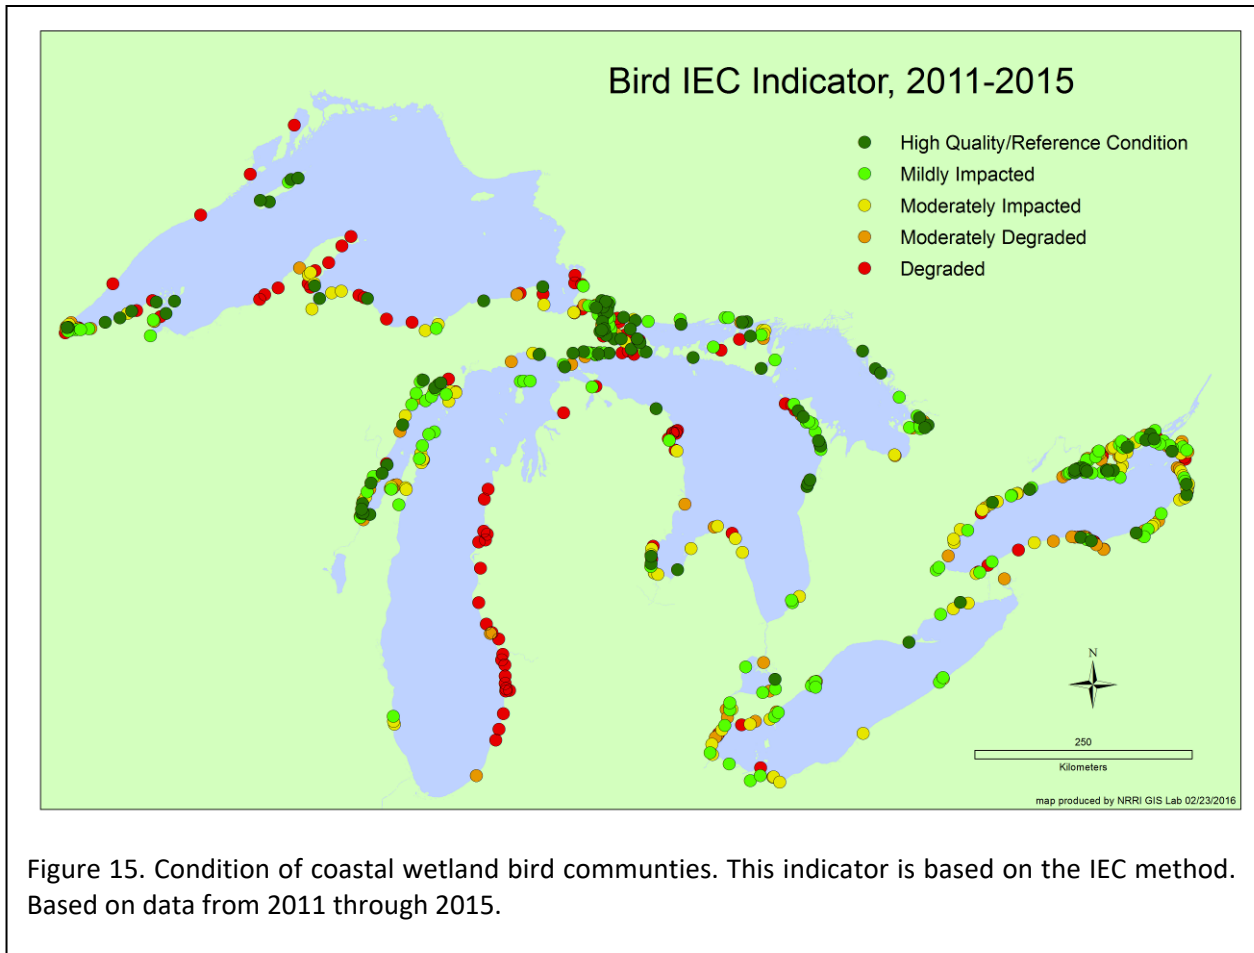 Bird IEC Indicator, 2011-2015
High Quality/Reference Condition
Mildly Impacted
Moderately Impacted
Moderately Degraded
Degraded
N
250
Kilometers
map produced by NRRI GIS Lab 02/23/2016
Figure 15. Condition of coastal wetland bird communties. This indicator is based on the IEC method.
Based on data from 2011 through 2015.